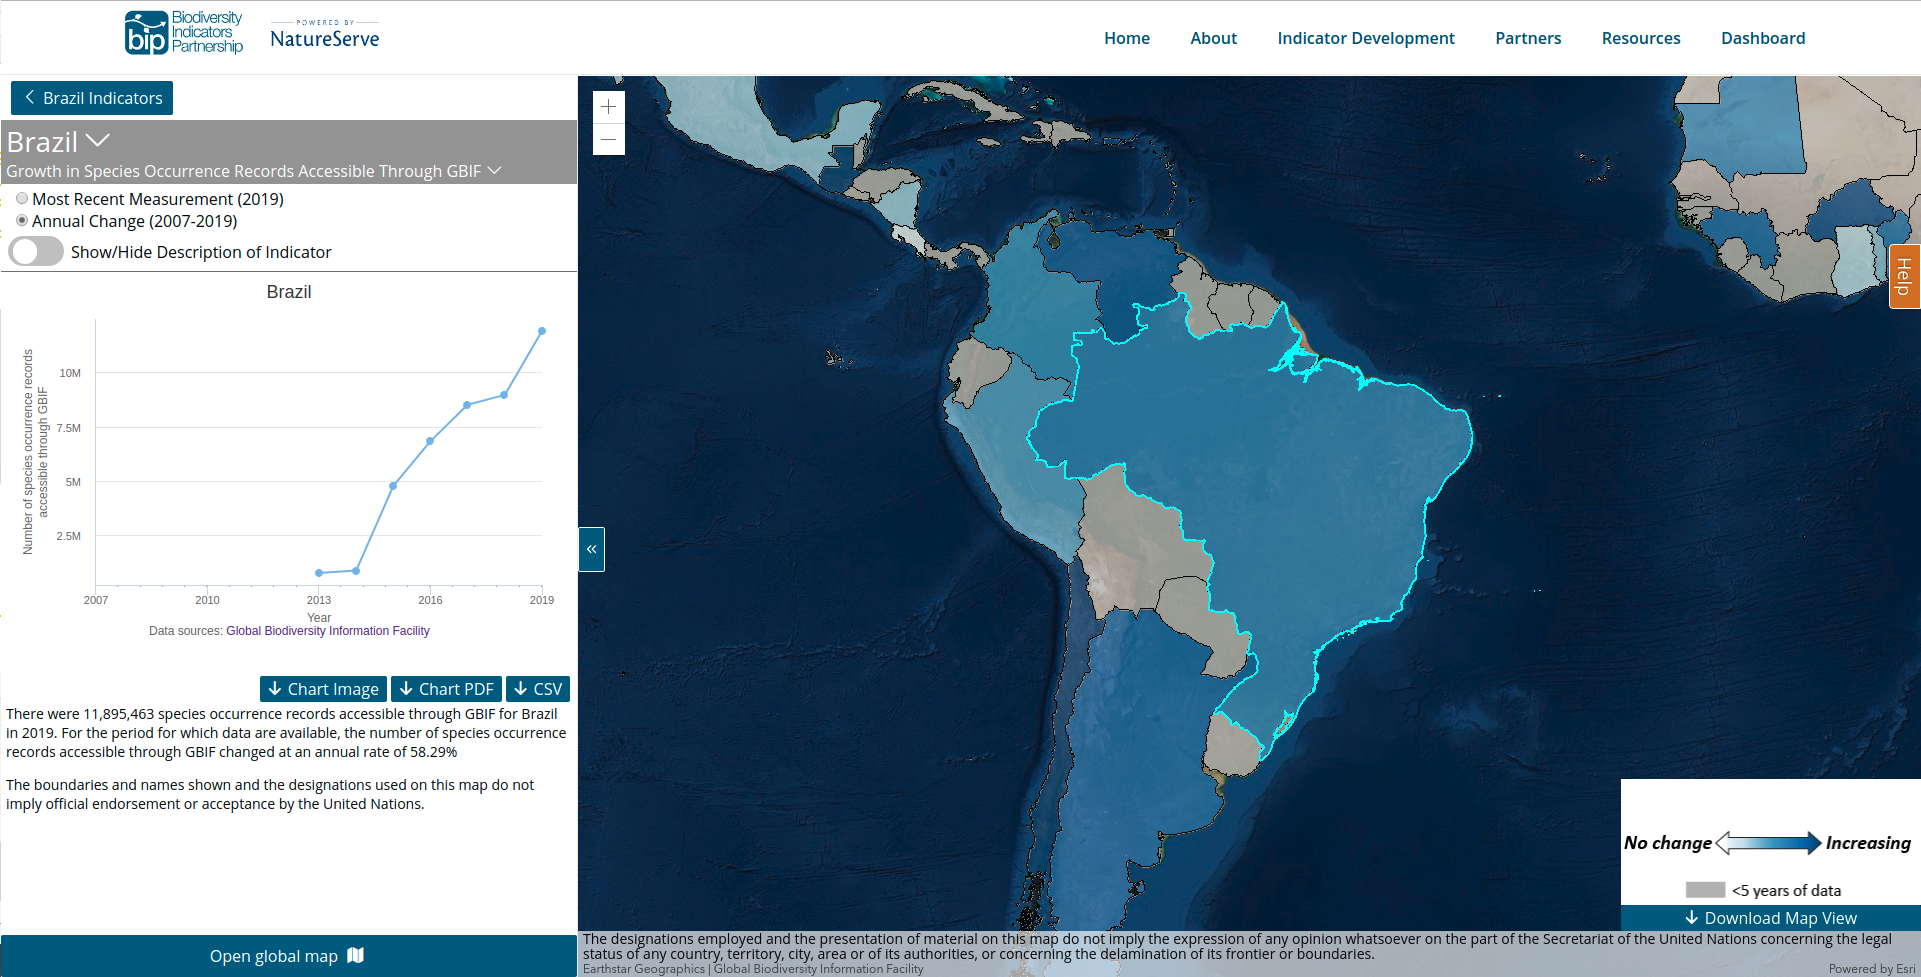 bip Biodiversity
Indicators
Partnership
POWERED BY
NatureServe
Home About Indicator Development Partners Resources Dashboard
Brazil Indicators
Brazil
Growth in Species Occurrence Records Accessible Through GBIF
Most Recent Measurement (2019)
Annual Change (2007-2019)
Show/Hide Description of Indicator
Brazil
Number of species occurrence records
accessible through GBIF
10M
7.5M
5M
2.5M
2007 2010 2013 2016 2019
Year
Data sources: Global Biodiversity Information Facility
Chart Image Chart PDF CSV
There were 11,895,463 species occurrence records accessible through GBIF for Brazil
in 2019. For the period for which data are available, the number of species occurrence
records accessible through GBIF changed at an annual rate of 58.29%
The boundaries and names shown and the designations used on this map do not
imply official endorsement or acceptance by the United Nations.
Open global map
+
−
«
Help
No change Increasing
<5 years of data
Download Map View
The designations employed and the presentation of material on this map do not imply the expression of any opinion whatsoever on the part of the Secretariat of the United Nations concerning the legal
status of any country, territory, city, area or of its authorities, or concerning the delamination of its frontier or boundaries.
Earthstar Geographics | Global Biodiversity Information Facility
Powered by Esri